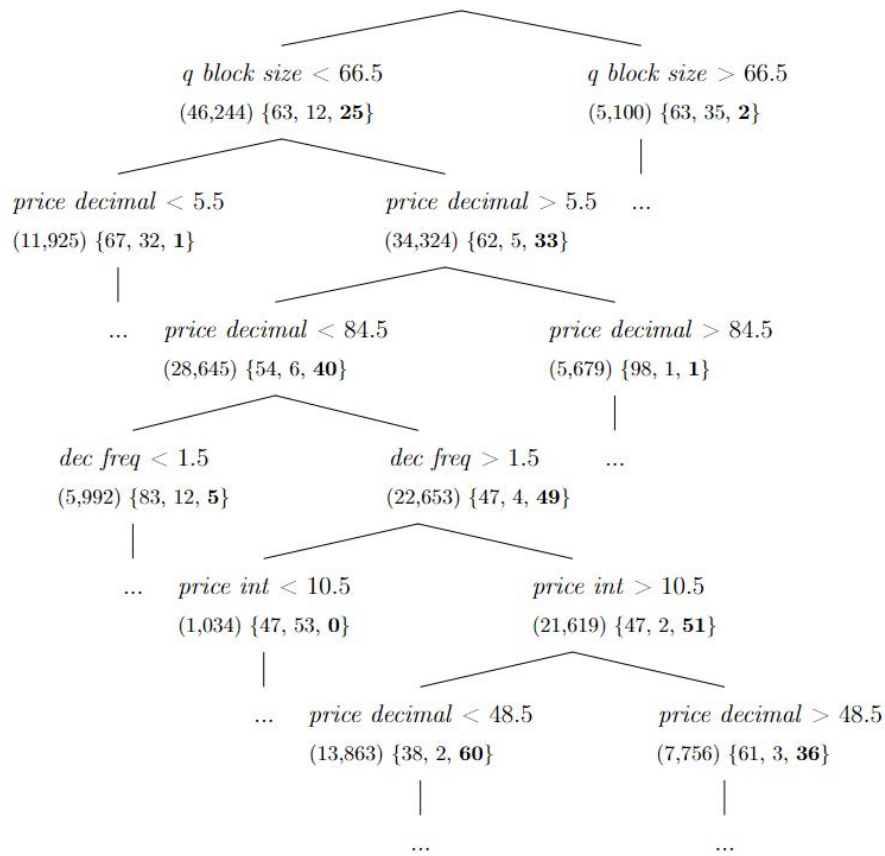 q block size < 66.5
q block size > 66.5
(46,244) {63, 12, 25}
(5,100) {63, 35, 2}
price decimal < 5.5
price decimal > 5.5
...
(11,925) {67, 32, 1}
(34,324) {62, 5, 33}
...
price decimal < 84.5
price decimal > 84.5
(28,645) {54, 6, 40}
(5,679) {98, 1, 1}
dec freq < 1.5
dec freq > 1.5
...
(5,992) {83, 12, 5}
(22,653) {47, 4, 49}
...
price int < 10.5
price int > 10.5
(1,034) {47, 53, 0}
(21,619) {47, 2, 51}
...
price decimal < 48.5
price decimal > 48.5
(13,863) {38, 2, 60}
(7,756) {61, 3, 36}
...
...